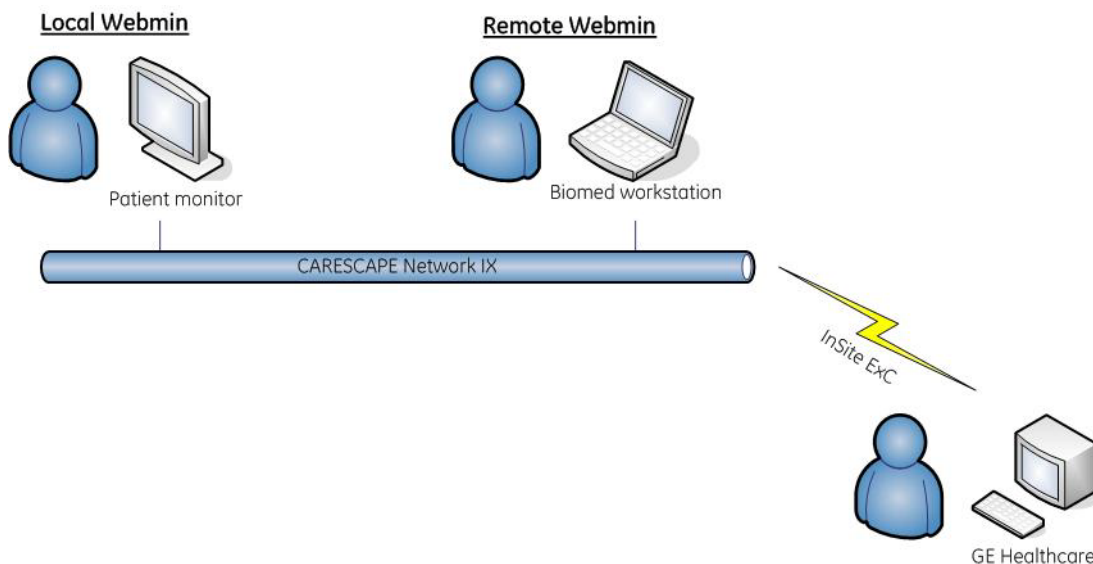 Local Webmin
Remote Webmin
Patient monitor
Biomed workstation
CARESCAPE Network IX
InSite ExC
GE Healthcare